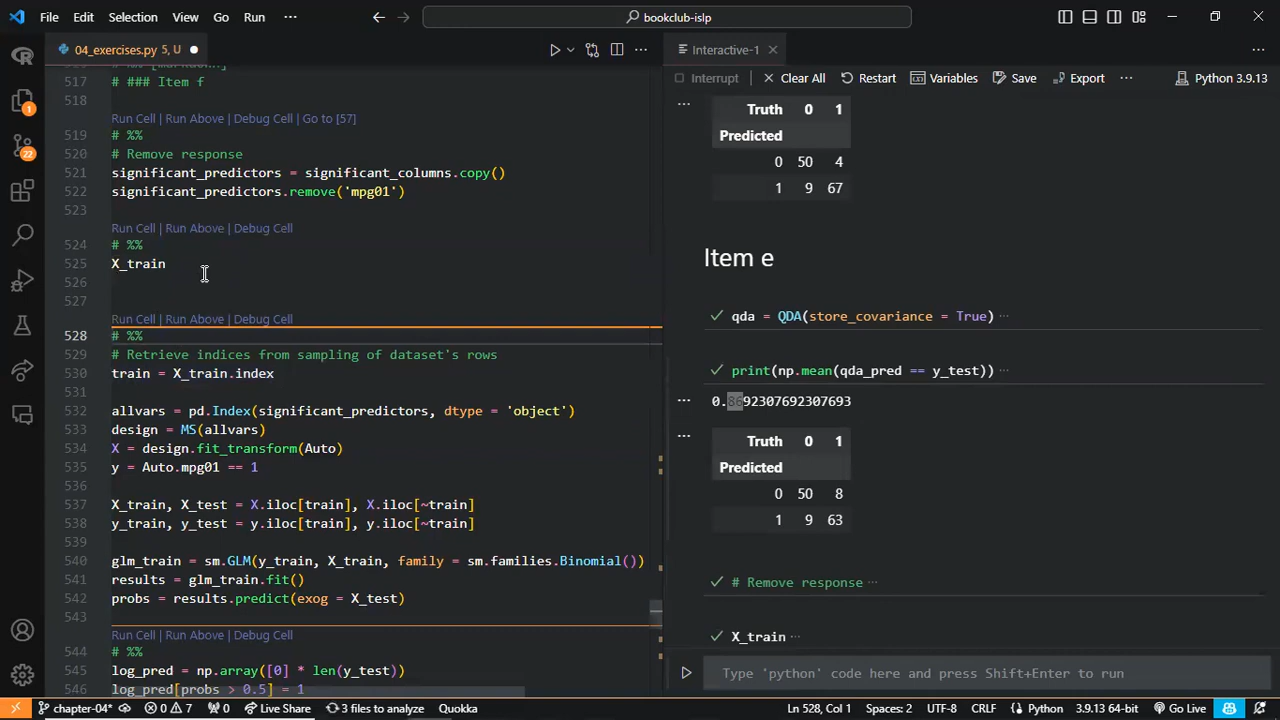 File Edit Selection View Go Run ··· bookclub-islp
04_exercises.py 5, U
Interactive-1
Interrupt Clear All Restart Variables Save Export ··· Python 3.9.13
517 # ### Item f
518
Run Cell | Run Above | Debug Cell | Go to [57]
519 # %%
520 # Remove response
521 significant_predictors = significant_columns.copy()
522 significant_predictors.remove('mpg01')
523
Run Cell | Run Above | Debug Cell
524 # %%
525 X_train
526
527
Run Cell | Run Above | Debug Cell
528 # %%
529 # Retrieve indices from sampling of dataset's rows
530 train = X_train.index
531
532 allvars = pd.Index(significant_predictors, dtype = 'object')
533 design = MS(allvars)
534 X = design.fit_transform(Auto)
535 y = Auto.mpg01 == 1
536
537 X_train, X_test = X.iloc[train], X.iloc[~train]
538 y_train, y_test = y.iloc[train], y.iloc[~train]
539
540 glm_train = sm.GLM(y_train, X_train, family = sm.families.Binomial())
541 results = glm_train.fit()
542 probs = results.predict(exog = X_test)
543
Run Cell | Run Above | Debug Cell
544 # %%
545 log_pred = np.array([0] * len(y_test))
546 log_pred[probs > 0.5] = 1
Truth 0 1
Predicted
0 50 4
1 9 67
Item e
qda = QDA(store_covariance = True) ···
print(np.mean(qda_pred == y_test)) ···
0.8692307692307693
Truth 0 1
Predicted
0 50 8
1 9 63
# Remove response ···
X_train ···
Type 'python' code here and press Shift+Enter to run
1
22
chapter-04* 0 7 0 Live Share 3 files to analyze Quokka Ln 528, Col 1 Spaces: 2 UTF-8 CRLF Python 3.9.13 64-bit Go Live